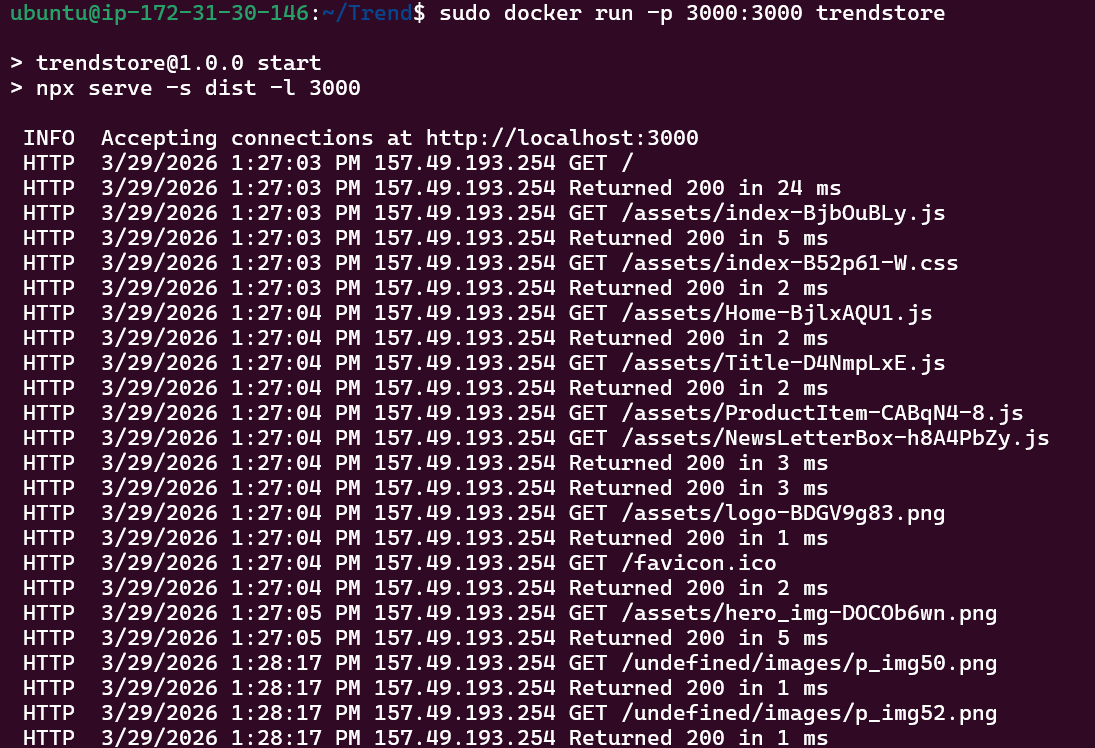 ubuntu@ip-172-31-30-146:~/Trend$ sudo docker run -p 3000:3000 trendstore
> trendstore@1.0.0 start
> npx serve -s dist -l 3000
INFO  Accepting connections at http://localhost:3000
HTTP  3/29/2026 1:27:03 PM 157.49.193.254 GET /
HTTP  3/29/2026 1:27:03 PM 157.49.193.254 Returned 200 in 24 ms
HTTP  3/29/2026 1:27:03 PM 157.49.193.254 GET /assets/index-BjbOuBLy.js
HTTP  3/29/2026 1:27:03 PM 157.49.193.254 Returned 200 in 5 ms
HTTP  3/29/2026 1:27:03 PM 157.49.193.254 GET /assets/index-B52p61-W.css
HTTP  3/29/2026 1:27:03 PM 157.49.193.254 Returned 200 in 2 ms
HTTP  3/29/2026 1:27:04 PM 157.49.193.254 GET /assets/Home-BjlxAQU1.js
HTTP  3/29/2026 1:27:04 PM 157.49.193.254 Returned 200 in 2 ms
HTTP  3/29/2026 1:27:04 PM 157.49.193.254 GET /assets/Title-D4NmpLxE.js
HTTP  3/29/2026 1:27:04 PM 157.49.193.254 Returned 200 in 2 ms
HTTP  3/29/2026 1:27:04 PM 157.49.193.254 GET /assets/ProductItem-CABqN4-8.js
HTTP  3/29/2026 1:27:04 PM 157.49.193.254 GET /assets/NewsLetterBox-h8A4PbZy.js
HTTP  3/29/2026 1:27:04 PM 157.49.193.254 Returned 200 in 3 ms
HTTP  3/29/2026 1:27:04 PM 157.49.193.254 Returned 200 in 3 ms
HTTP  3/29/2026 1:27:04 PM 157.49.193.254 GET /assets/logo-BDGV9g83.png
HTTP  3/29/2026 1:27:04 PM 157.49.193.254 Returned 200 in 1 ms
HTTP  3/29/2026 1:27:04 PM 157.49.193.254 GET /favicon.ico
HTTP  3/29/2026 1:27:04 PM 157.49.193.254 Returned 200 in 2 ms
HTTP  3/29/2026 1:27:05 PM 157.49.193.254 GET /assets/hero_img-DOCOb6wn.png
HTTP  3/29/2026 1:27:05 PM 157.49.193.254 Returned 200 in 5 ms
HTTP  3/29/2026 1:28:17 PM 157.49.193.254 GET /undefined/images/p_img50.png
HTTP  3/29/2026 1:28:17 PM 157.49.193.254 Returned 200 in 1 ms
HTTP  3/29/2026 1:28:17 PM 157.49.193.254 GET /undefined/images/p_img52.png
HTTP  3/29/2026 1:28:17 PM 157.49.193.254 Returned 200 in 1 ms